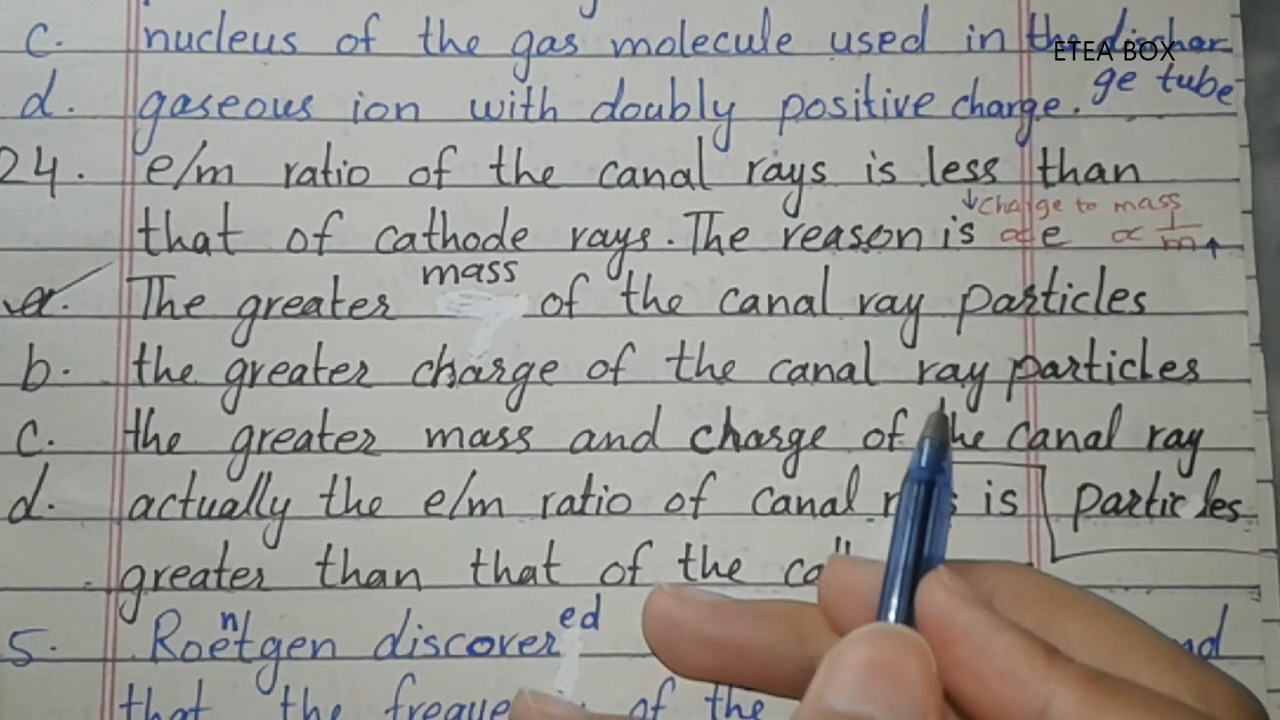 c. nucleus of the gas molecule used in the dischar
ETEA BOX
ge tube
d. gaseous ion with doubly positive charge.
24. e/m ratio of the canal rays is less than
↓Charge to mass
that of cathode rays. The reason is ∝e ∝ 1/m↑
mass
a. The greater of the canal ray particles
b. the greater charge of the canal ray particles
c. the greater mass and charge of the canal ray
particles
d. actually the e/m ratio of canal is
greater than that of the
5. Roentgen discovered
that the of the